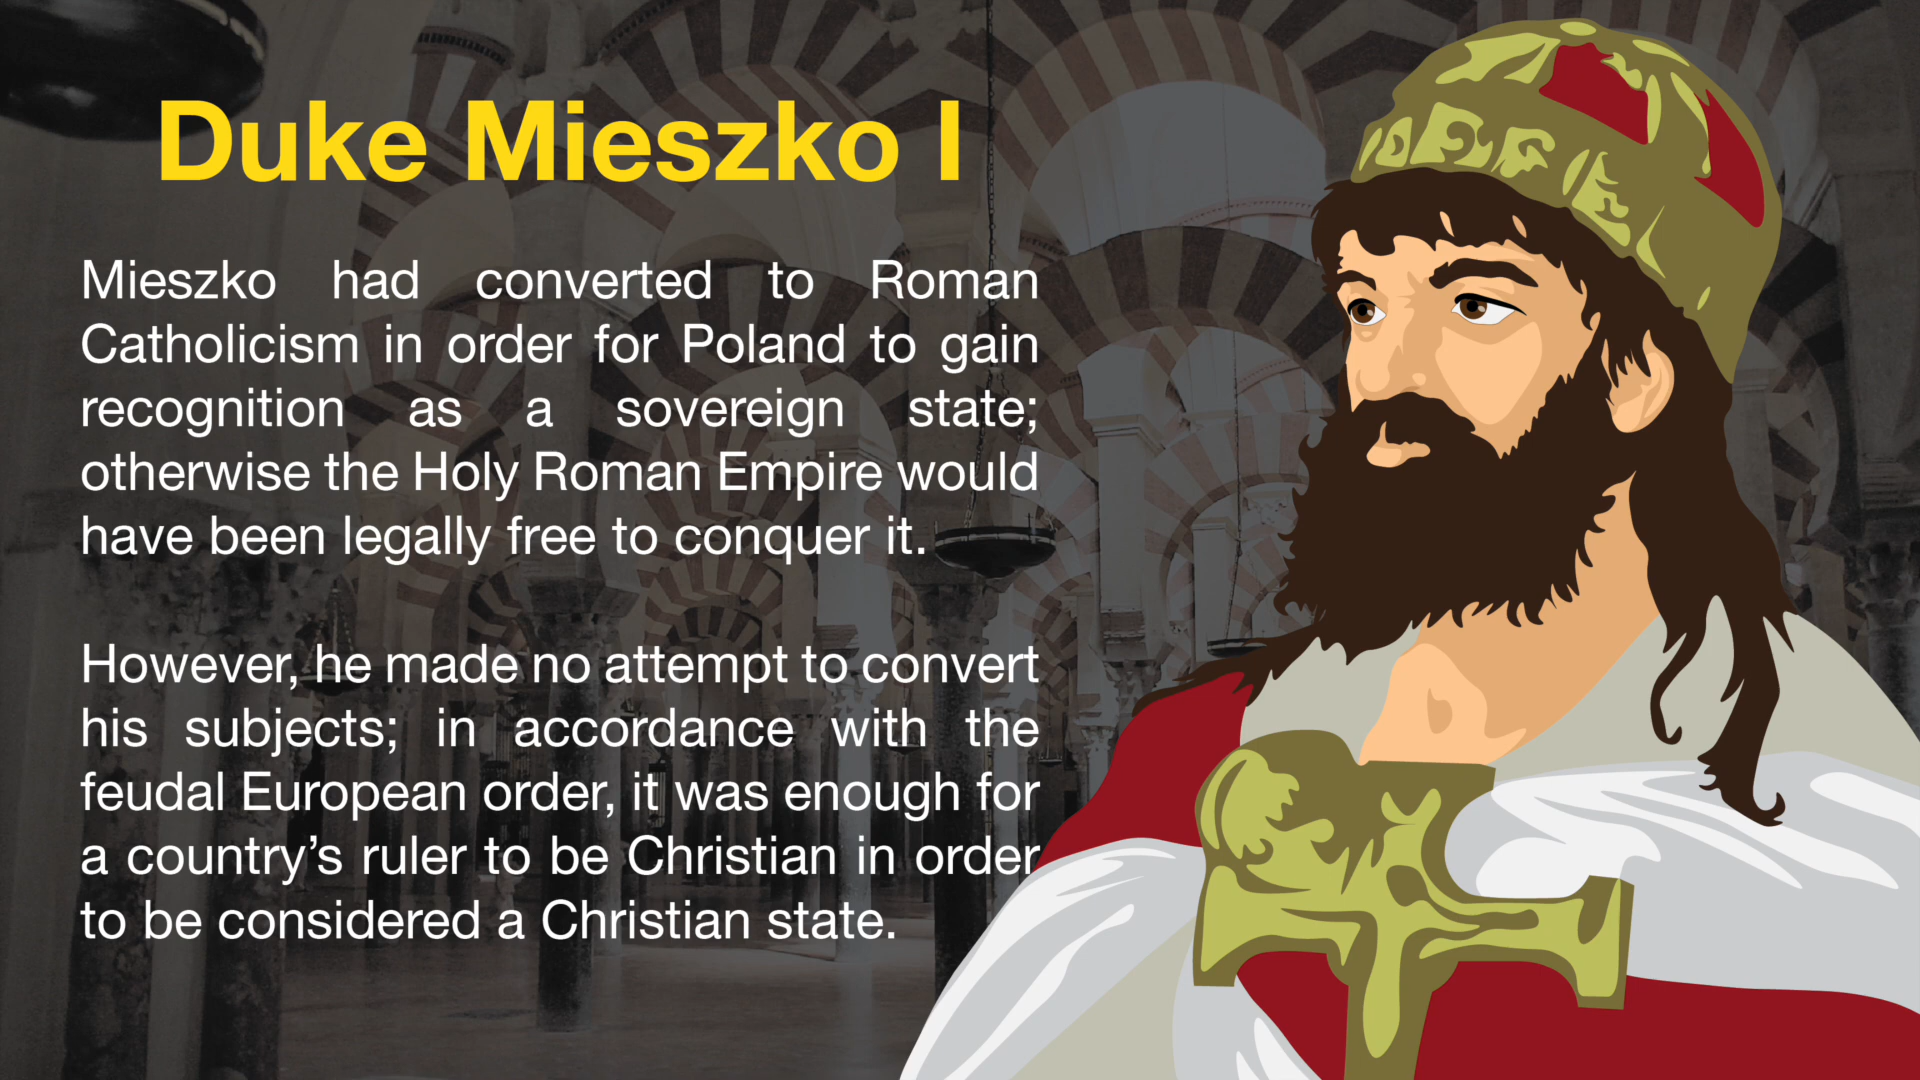 Duke Mieszko I
Mieszko had converted to Roman
Catholicism in order for Poland to gain
recognition as a sovereign state;
otherwise the Holy Roman Empire would
have been legally free to conquer it.
However, he made no attempt to convert
his subjects; in accordance with the
feudal European order, it was enough for
a country’s ruler to be Christian in order
to be considered a Christian state.